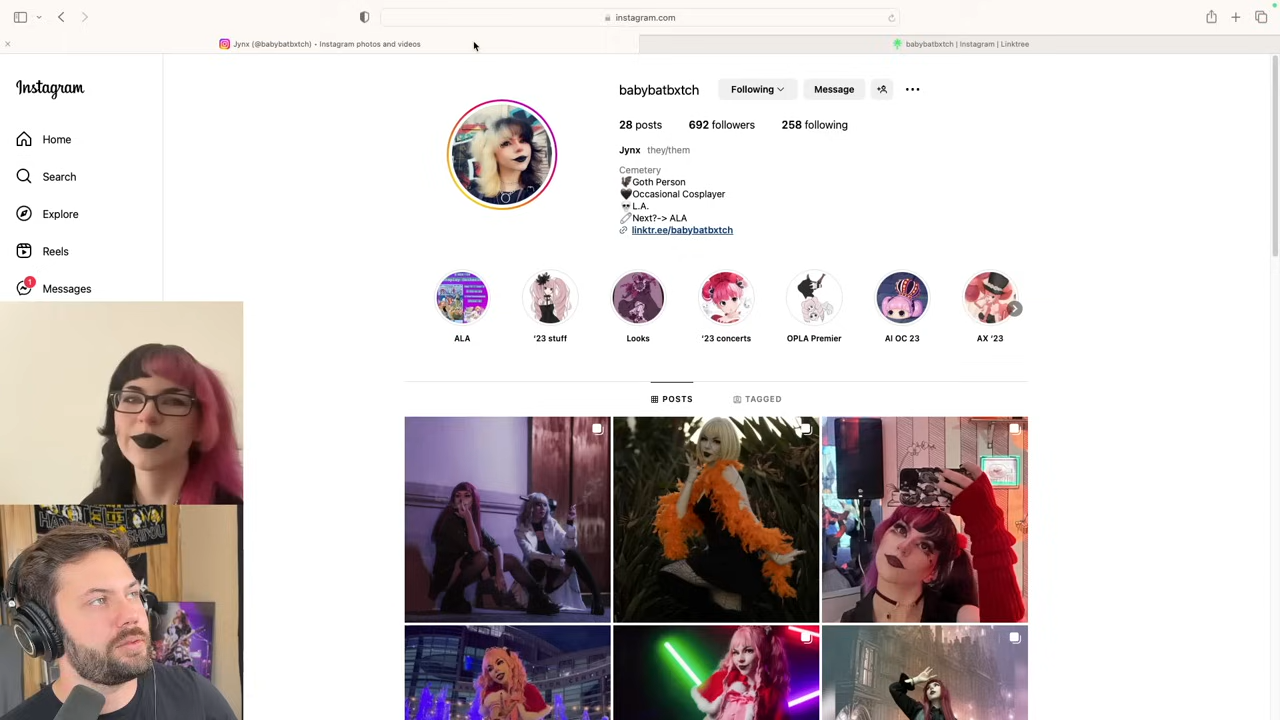 instagram.com
Jynx (@babybatbxtch) • Instagram photos and videos
babybatbxtch | Instagram | Linktree
Instagram
Home
Search
Explore
Reels
1
Messages
babybatbxtch
Following
Message
28 posts
692 followers
258 following
Jynx they/them
Cemetery
Goth Person
Occasional Cosplayer
L.A.
Next?-> ALA
linktr.ee/babybatbxtch
ALA
'23 stuff
Looks
'23 concerts
OPLA Premier
AI OC 23
AX '23
POSTS
TAGGED